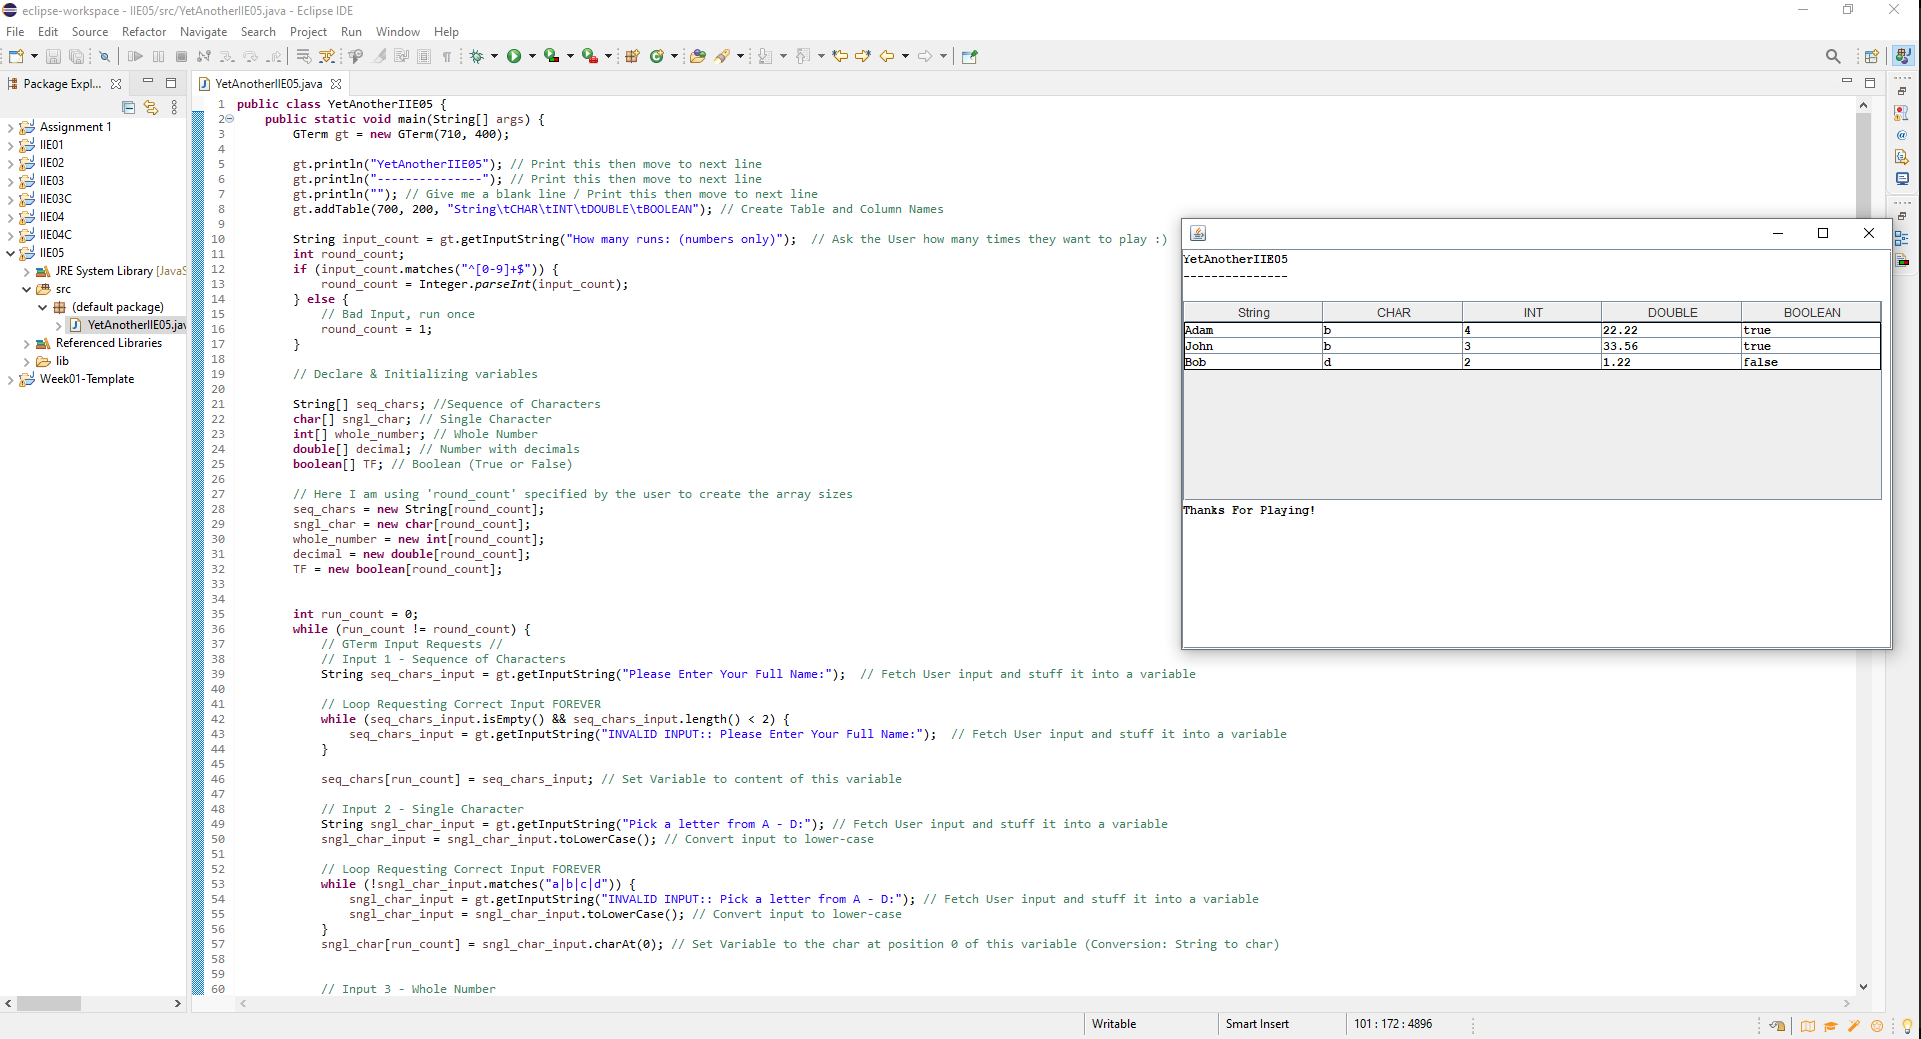 eclipse-workspace - IIE05/src/YetAnotherIIE05.java - Eclipse IDE
File Edit Source Refactor Navigate Search Project Run Window Help
Package Expl...
Assignment 1
IIE01
IIE02
IIE03
IIE03C
IIE04
IIE04C
IIE05
JRE System Library [JavaS
src
(default package)
YetAnotherIIE05.jav
Referenced Libraries
lib
Week01-Template
YetAnotherIIE05.java
1 public class YetAnotherIIE05 {
2 public static void main(String[] args) {
3 GTerm gt = new GTerm(710, 400);
4
5 gt.println("YetAnotherIIE05"); // Print this then move to next line
6 gt.println("---------------"); // Print this then move to next line
7 gt.println(""); // Give me a blank line / Print this then move to next line
8 gt.addTable(700, 200, "String\tCHAR\tINT\tDOUBLE\tBOOLEAN"); // Create Table and Column Names
9
10 String input_count = gt.getInputString("How many runs: (numbers only)"); // Ask the User how many times they want to play :)
11 int round_count;
12 if (input_count.matches("^[0-9]+$")) {
13 round_count = Integer.parseInt(input_count);
14 } else {
15 // Bad Input, run once
16 round_count = 1;
17 }
18
19 // Declare & Initializing variables
20
21 String[] seq_chars; //Sequence of Characters
22 char[] sngl_char; // Single Character
23 int[] whole_number; // Whole Number
24 double[] decimal; // Number with decimals
25 boolean[] TF; // Boolean (True or False)
26
27 // Here I am using 'round_count' specified by the user to create the array sizes
28 seq_chars = new String[round_count];
29 sngl_char = new char[round_count];
30 whole_number = new int[round_count];
31 decimal = new double[round_count];
32 TF = new boolean[round_count];
33
34
35 int run_count = 0;
36 while (run_count != round_count) {
37 // GTerm Input Requests //
38 // Input 1 - Sequence of Characters
39 String seq_chars_input = gt.getInputString("Please Enter Your Full Name:"); // Fetch User input and stuff it into a variable
40
41 // Loop Requesting Correct Input FOREVER
42 while (seq_chars_input.isEmpty() && seq_chars_input.length() < 2) {
43 seq_chars_input = gt.getInputString("INVALID INPUT:: Please Enter Your Full Name:"); // Fetch User input and stuff it into a variable
44 }
45
46 seq_chars[run_count] = seq_chars_input; // Set Variable to content of this variable
47
48 // Input 2 - Single Character
49 String sngl_char_input = gt.getInputString("Pick a letter from A - D:"); // Fetch User input and stuff it into a variable
50 sngl_char_input = sngl_char_input.toLowerCase(); // Convert input to lower-case
51
52 // Loop Requesting Correct Input FOREVER
53 while (!sngl_char_input.matches("a|b|c|d")) {
54 sngl_char_input = gt.getInputString("INVALID INPUT:: Pick a letter from A - D:"); // Fetch User input and stuff it into a variable
55 sngl_char_input = sngl_char_input.toLowerCase(); // Convert input to lower-case
56 }
57 sngl_char[run_count] = sngl_char_input.charAt(0); // Set Variable to the char at position 0 of this variable (Conversion: String to char)
58
59
60 // Input 3 - Whole Number
YetAnotherIIE05
---------------
String CHAR INT DOUBLE BOOLEAN
Adam b 4 22.22 true
John b 3 33.56 true
Bob d 2 1.22 false
Thanks For Playing!
Writable Smart Insert 101 : 172 : 4896